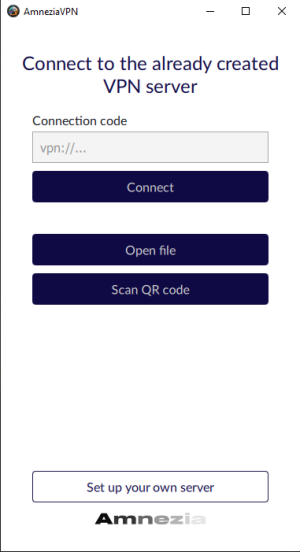 AmneziaVPN
Connect to the already created
VPN server
Connection code
vpn://...
Connect
Open file
Scan QR code
Set up your own server
Amnezia